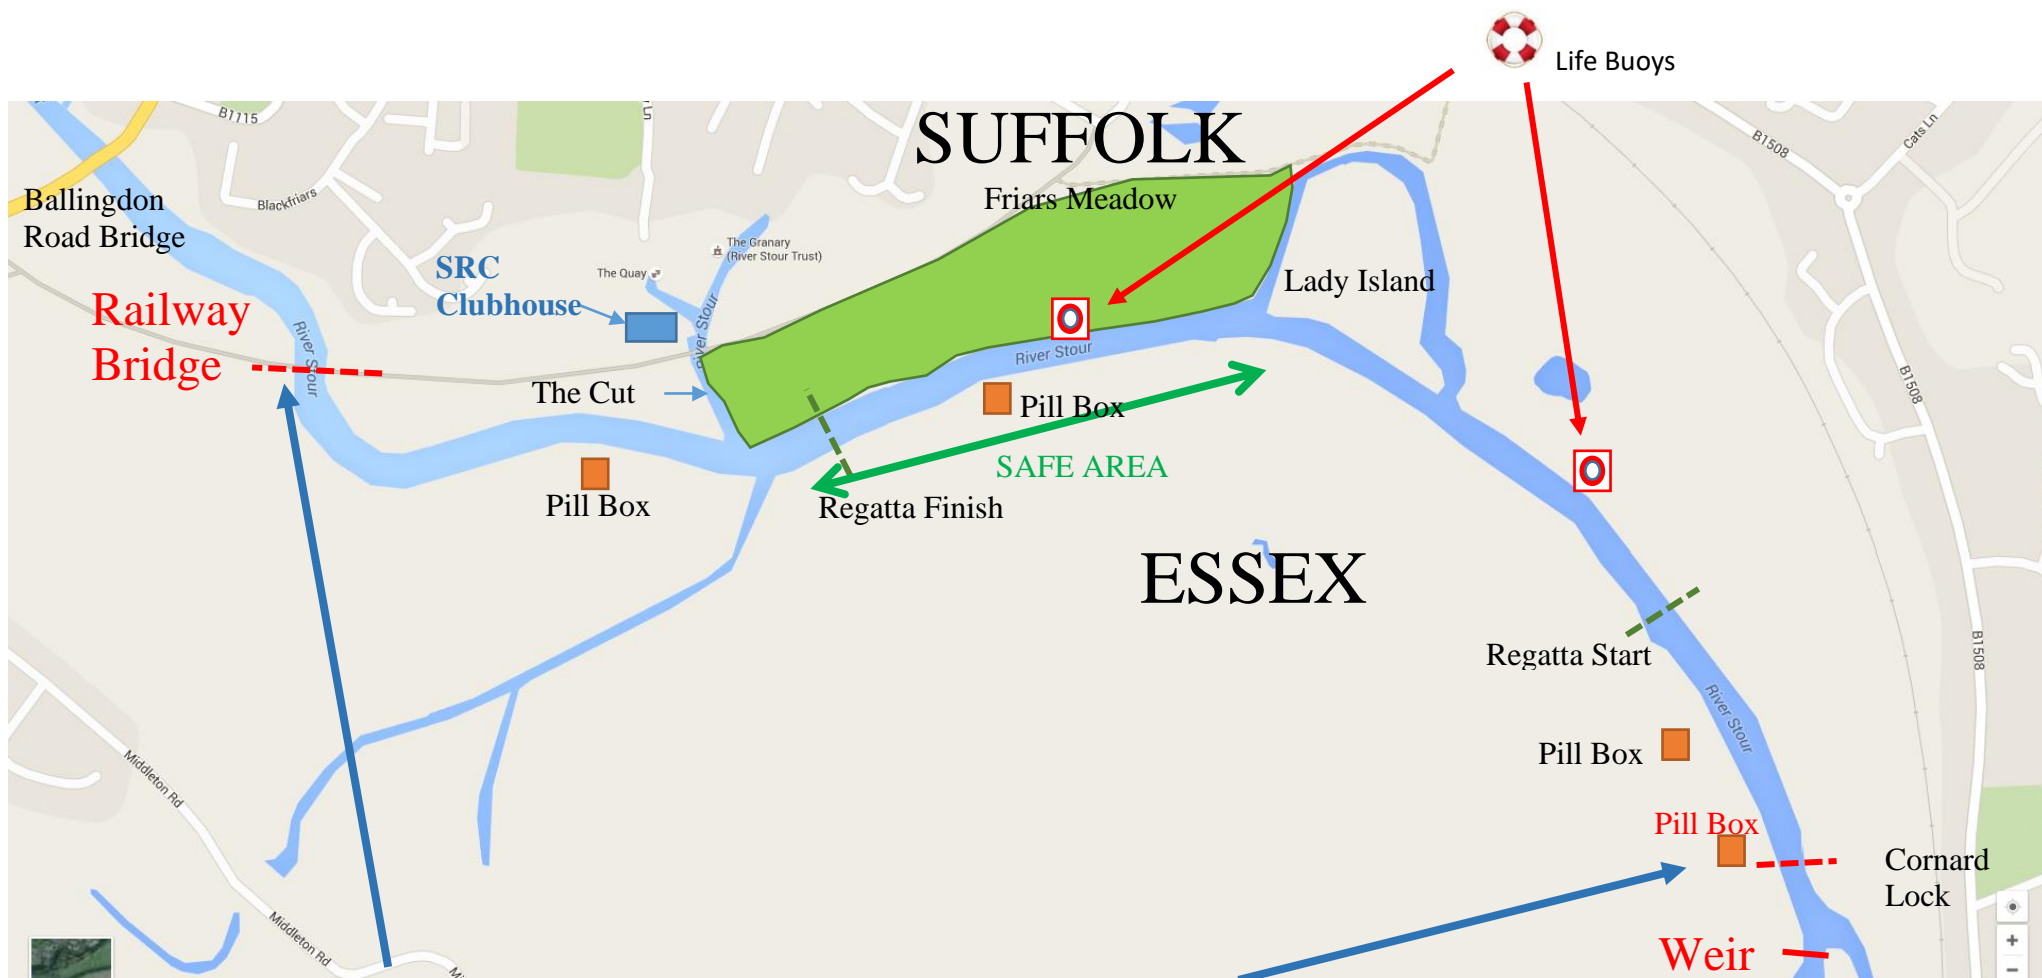 Life Buoys
SUFFOLK
B1115
Ballingdon
Road Bridge
Blackfriars
Friars Meadow
B1508
Cats Ln
The Granary
(River Stour Trust)
The Quay
SRC
Clubhouse
Lady Island
Railway
Bridge
River Stour
River Stour
River Stour
The Cut
Pill Box
B1508
SAFE AREA
Pill Box
Regatta Finish
ESSEX
Regatta Start
B1508
River Stour
Pill Box
Middleton Rd
Pill Box
Cornard
Lock
Middleton Rd
Weir